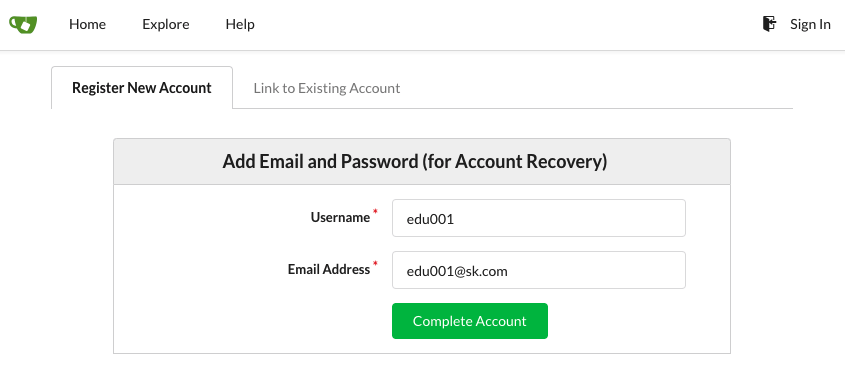 Home Explore Help Sign In
Register New Account Link to Existing Account
Add Email and Password (for Account Recovery)
Username * edu001
Email Address * edu001@sk.com
Complete Account